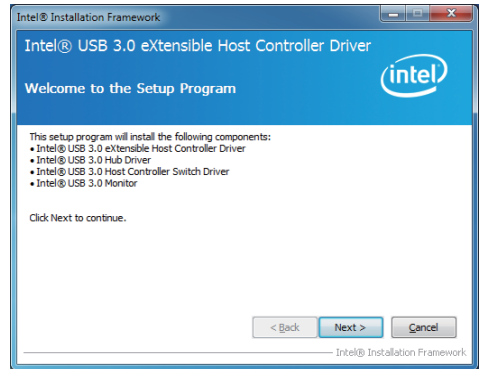 Intel® Installation Framework
Intel® USB 3.0 eXtensible Host Controller Driver
intel
Welcome to the Setup Program
This setup program will install the following components:
• Intel® USB 3.0 eXtensible Host Controller Driver
• Intel® USB 3.0 Hub Driver
• Intel® USB 3.0 Host Controller Switch Driver
• Intel® USB 3.0 Monitor
Click Next to continue.
< Back Next > Cancel
Intel® Installation Framework